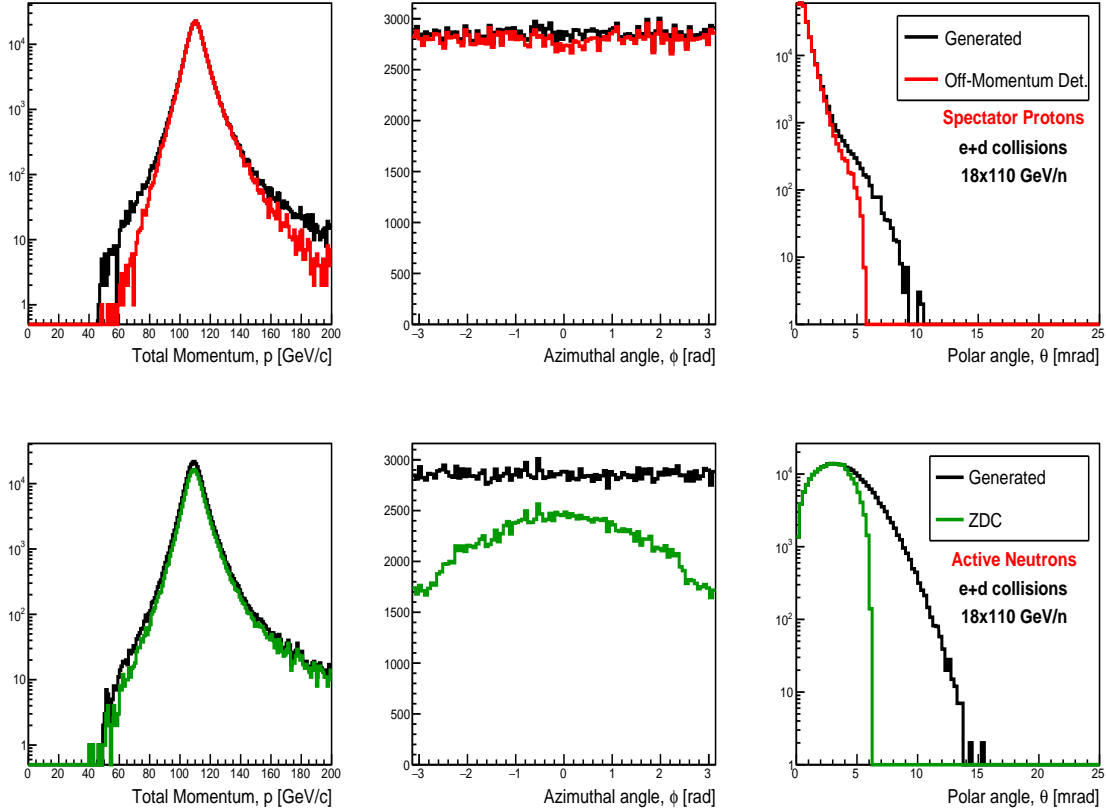 10⁴
10³
10²
10
1
0 20 40 60 80 100 120 140 160 180 200
Total Momentum, p [GeV/c]
3000
2500
2000
1500
1000
500
0
−3 −2 −1 0 1 2 3
Azimuthal angle, ϕ [rad]
10⁴
10³
10²
10
1
Generated
Off-Momentum Det.
Spectator Protons
e+d collisions
18x110 GeV/n
0 5 10 15 20 25
Polar angle, θ [mrad]
10⁴
10³
10²
10
1
0 20 40 60 80 100 120 140 160 180 200
Total Momentum, p [GeV/c]
3000
2500
2000
1500
1000
500
0
−3 −2 −1 0 1 2 3
Azimuthal angle, ϕ [rad]
10⁴
10³
10²
10
1
Generated
ZDC
Active Neutrons
e+d collisions
18x110 GeV/n
0 5 10 15 20 25
Polar angle, θ [mrad]